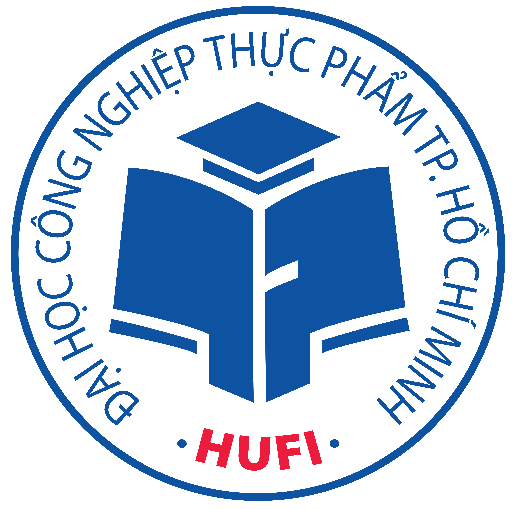 ĐẠI HỌC CÔNG NGHIỆP THỰC PHẨM TP. HỒ CHÍ MINH
• HUFI •